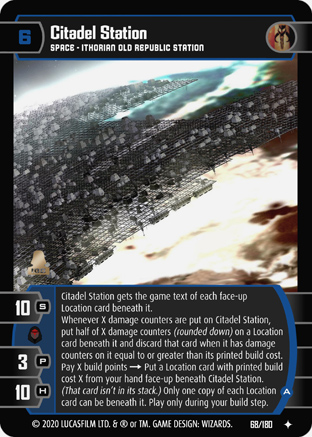 6 Citadel Station
SPACE - ITHORIAN OLD REPUBLIC STATION
Citadel Station gets the game text of each face-up
Location card beneath it.
10 S
Whenever X damage counters are put on Citadel Station,
put half of X damage counters (rounded down) on a Location
card beneath it and discard that card when it has damage
3 P
counters on it equal to or greater than its printed build cost.
Pay X build points → Put a Location card with printed build
cost X from your hand face-up beneath Citadel Station.
10 H
(That card isn't in its stack.) Only one copy of each Location
A
card can be beneath it. Play only during your build step.
© 2020 LUCASFILM LTD. & ® or TM. GAME DESIGN: WIZARDS. 68/180